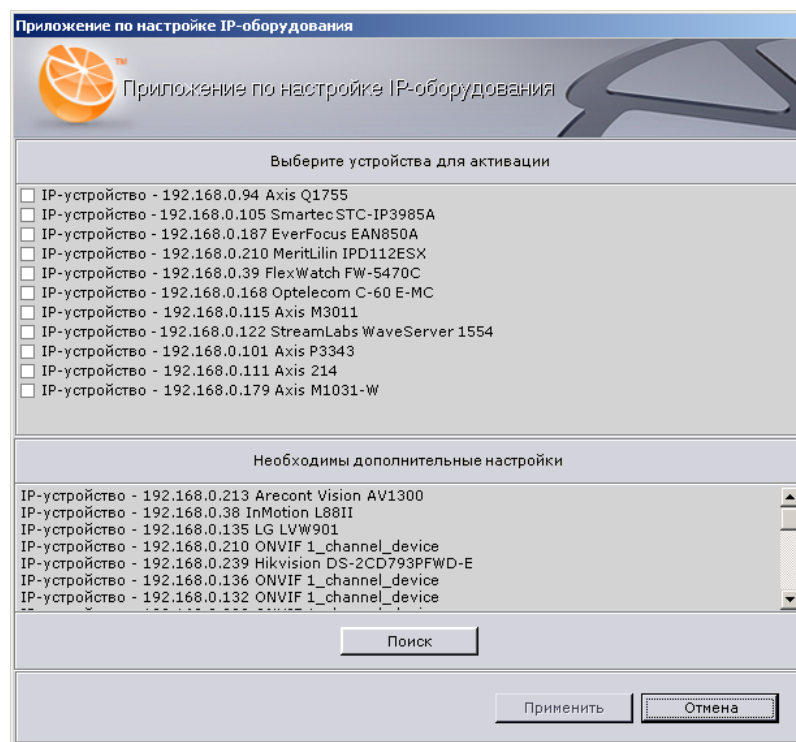 Приложение по настройке IP-оборудования
TM
Приложение по настройке IP-оборудования
Выберите устройства для активации
IP-устройство - 192.168.0.94 Axis Q1755
IP-устройство - 192.168.0.105 Smartec STC-IP3985A
IP-устройство - 192.168.0.187 EverFocus EAN850A
IP-устройство - 192.168.0.210 MeritLilin IPD112ESX
IP-устройство - 192.168.0.39 FlexWatch FW-5470C
IP-устройство - 192.168.0.168 Optelecom C-60 E-MC
IP-устройство - 192.168.0.115 Axis M3011
IP-устройство - 192.168.0.122 StreamLabs WaveServer 1554
IP-устройство - 192.168.0.101 Axis P3343
IP-устройство - 192.168.0.111 Axis 214
IP-устройство - 192.168.0.179 Axis M1031-W
Необходимы дополнительные настройки
IP-устройство - 192.168.0.213 Arecont Vision AV1300
IP-устройство - 192.168.0.38 InMotion L88II
IP-устройство - 192.168.0.135 LG LVW901
IP-устройство - 192.168.0.210 ONVIF 1_channel_device
IP-устройство - 192.168.0.239 Hikvision DS-2CD793PFWD-E
IP-устройство - 192.168.0.136 ONVIF 1_channel_device
IP-устройство - 192.168.0.132 ONVIF 1_channel_device
Поиск
Применить
Отмена